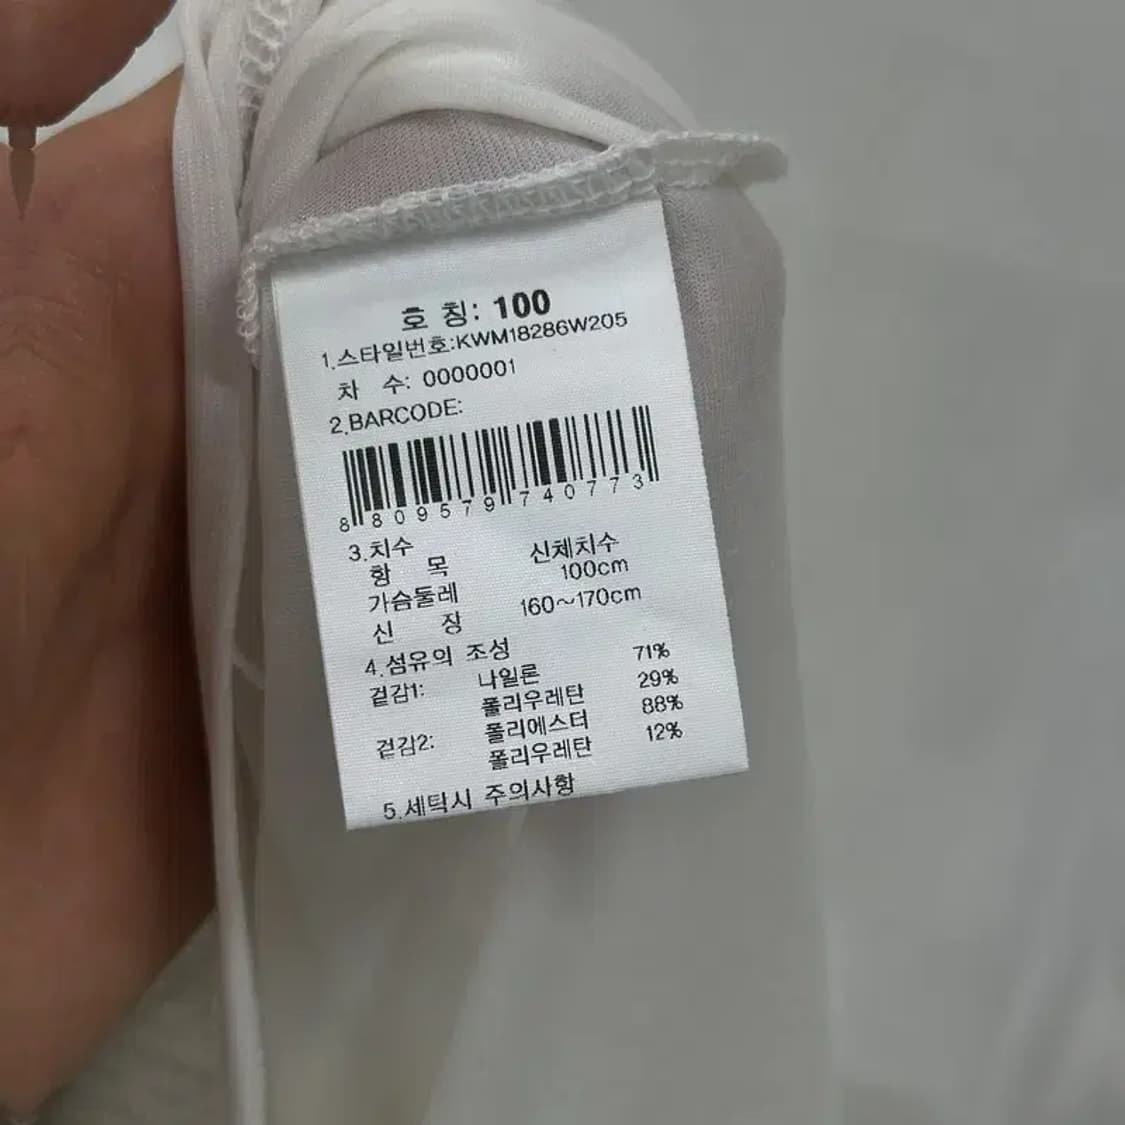 호 칭: 100
1.스타일번호:KWM18286W205
차 수: 0000001
2.BARCODE:
8 809579 740773
3.치수
항 목 신체치수
가슴둘레 100cm
신 장 160~170cm
4.섬유의 조성
겉감1: 나일론 71%
폴리우레탄 29%
겉감2: 폴리에스터 88%
폴리우레탄 12%
5.세탁시 주의사항